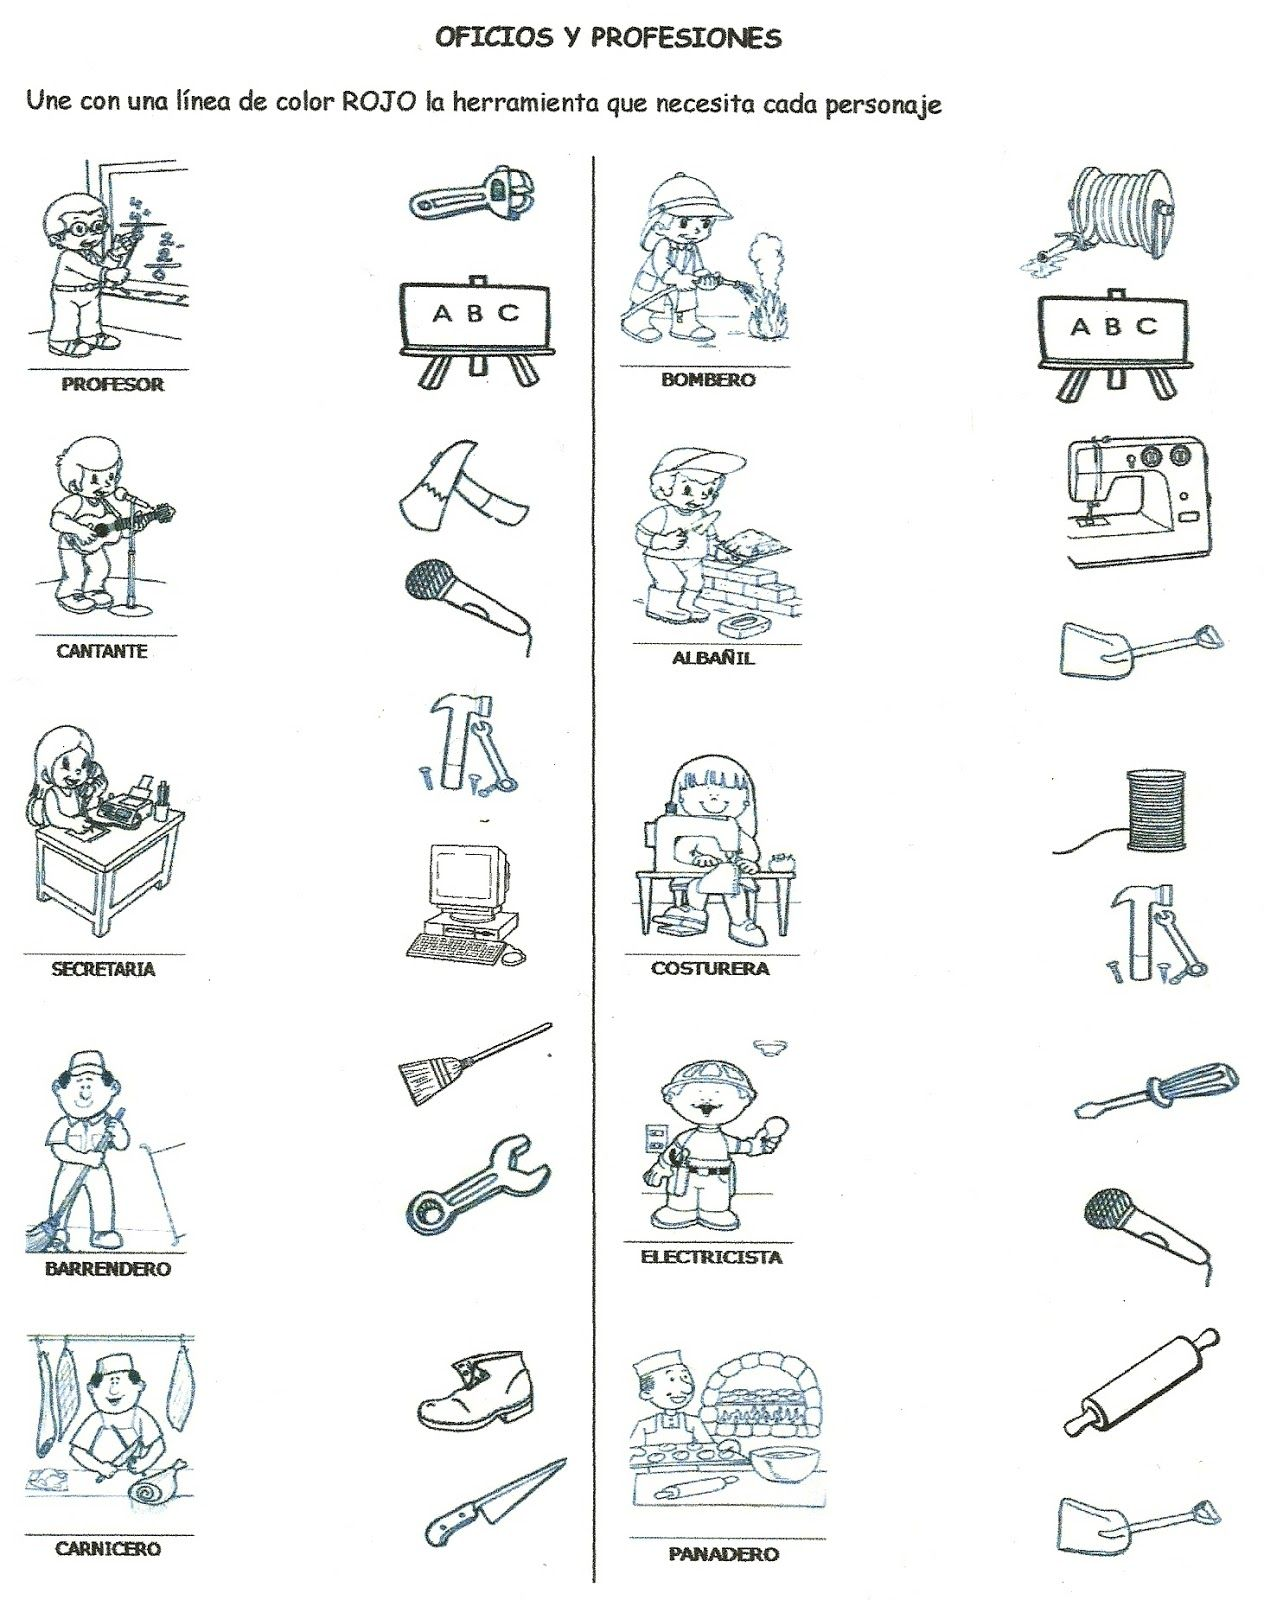 OFICIOS Y PROFESIONES
Une con una línea de color ROJO la herramienta que necesita cada personaje
PROFESOR
A B C
CANTANTE
SECRETARIA
BARRENDERO
CARNICERO
BOMBERO
A B C
ALBAÑIL
COSTURERA
ELECTRICISTA
PANADERO